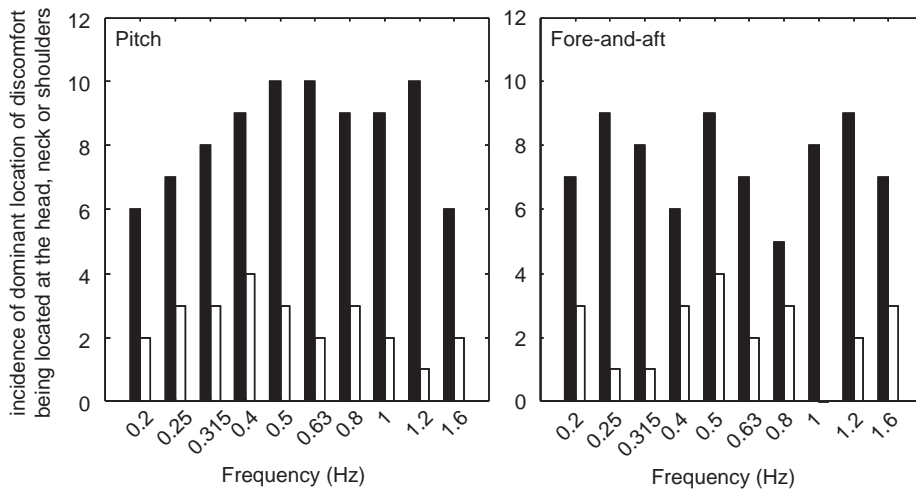 incidence of dominant location of discomfort
being located at the head, neck or shoulders
Pitch
12
10
8
6
4
2
0
0.2 0.25 0.315 0.4 0.5 0.63 0.8 1 1.2 1.6
Frequency (Hz)
Fore-and-aft
12
10
8
6
4
2
0
0.2 0.25 0.315 0.4 0.5 0.63 0.8 1 1.2 1.6
Frequency (Hz)